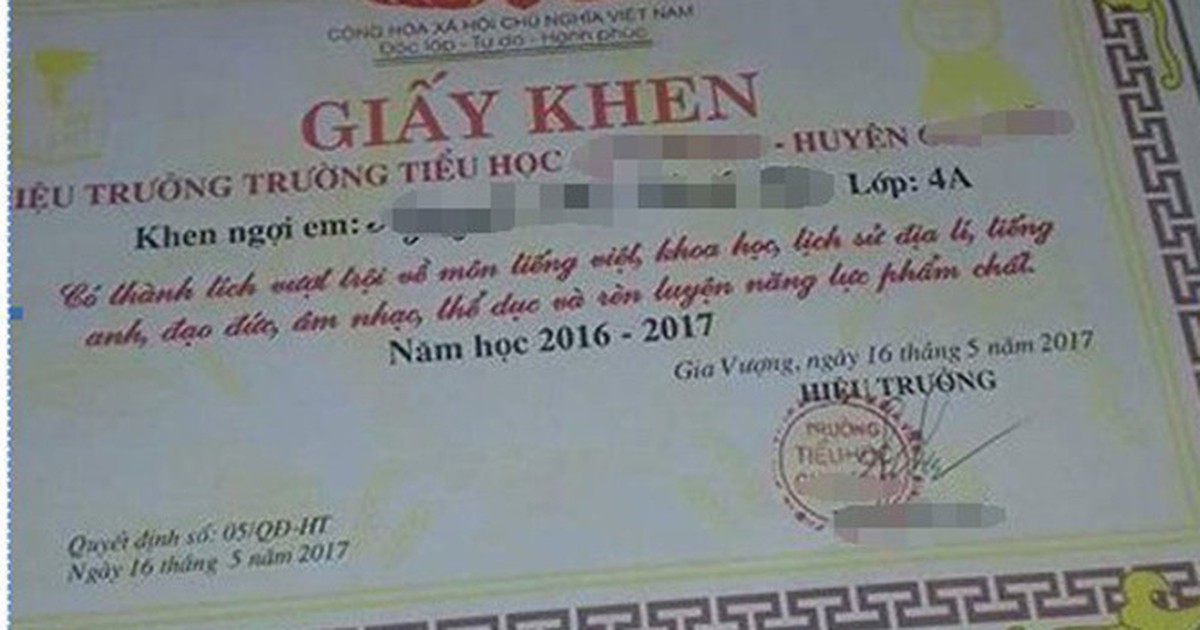 CỘNG HÒA XÃ HỘI CHỦ NGHĨA VIỆT NAM
Độc lập - Tự do - Hạnh phúc
GIẤY KHEN
IỆU TRƯỞNG TRƯỜNG TIỂU HỌC - HUYỆN
Khen ngợi em: Lớp: 4A
Có thành tích vượt trội về môn tiếng việt, khoa học, lịch sử địa lí, tiếng
anh, đạo đức, âm nhạc, thể dục và rèn luyện năng lực phẩm chất.
Năm học 2016 - 2017
Gia Vượng, ngày 16 tháng 5 năm 2017
HIỆU TRƯỞNG
TRƯỜNG
TIỂU HỌC
Quyết định số: 05/QĐ-HT
Ngày 16 tháng 5 năm 2017